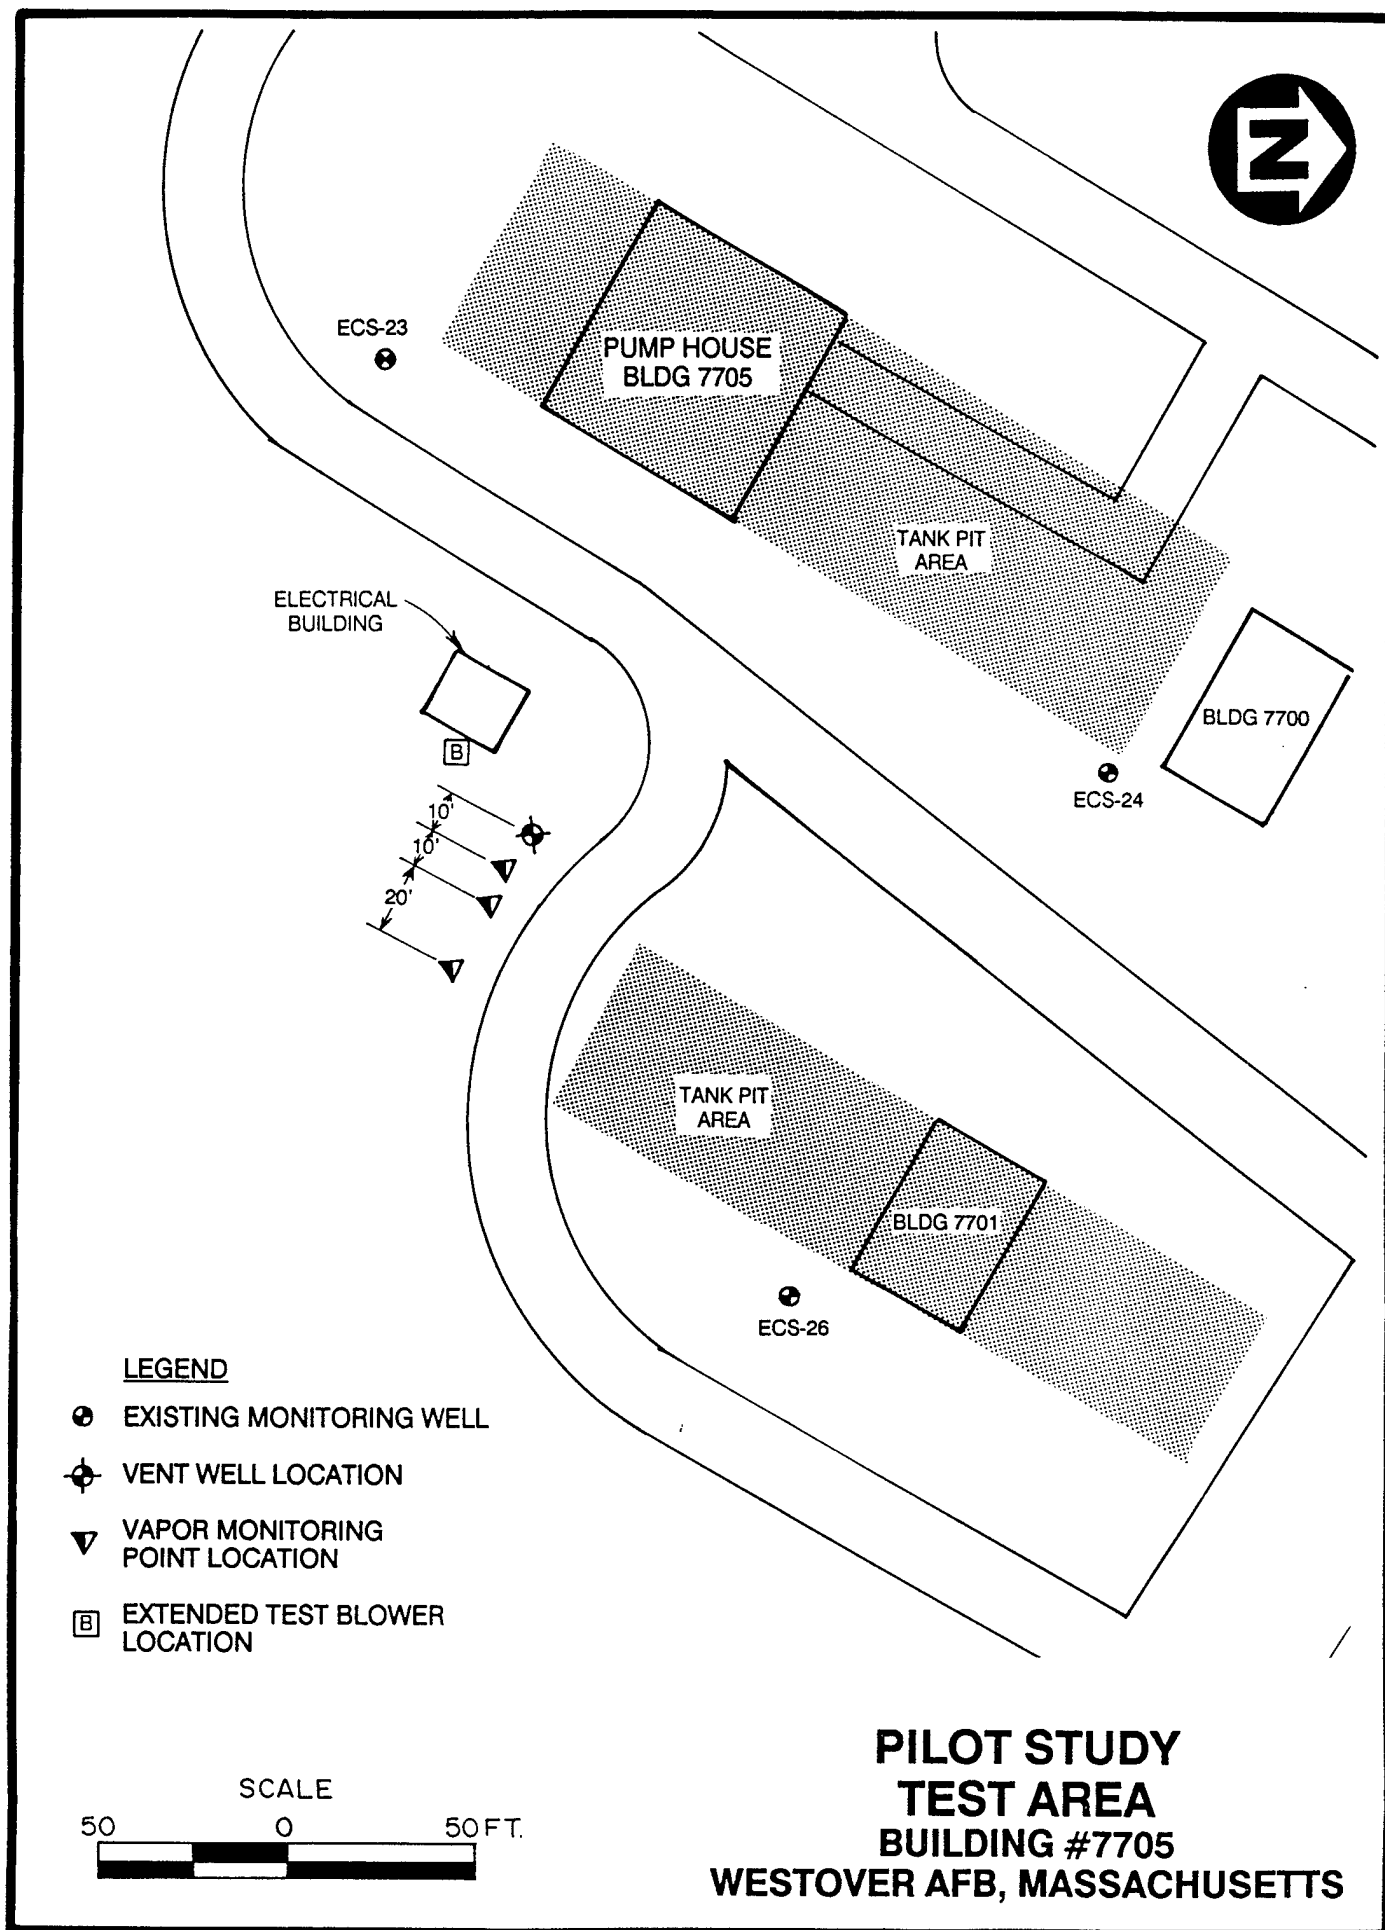 N
ECS-23
PUMP HOUSE
BLDG 7705
TANK PIT
AREA
ELECTRICAL
BUILDING
BLDG 7700
B
ECS-24
10'
10'
20'
TANK PIT
AREA
BLDG 7701
ECS-26
LEGEND
EXISTING MONITORING WELL
VENT WELL LOCATION
VAPOR MONITORING
POINT LOCATION
B
EXTENDED TEST BLOWER
LOCATION
SCALE
50 0 50 FT.
PILOT STUDY
TEST AREA
BUILDING #7705
WESTOVER AFB, MASSACHUSETTS